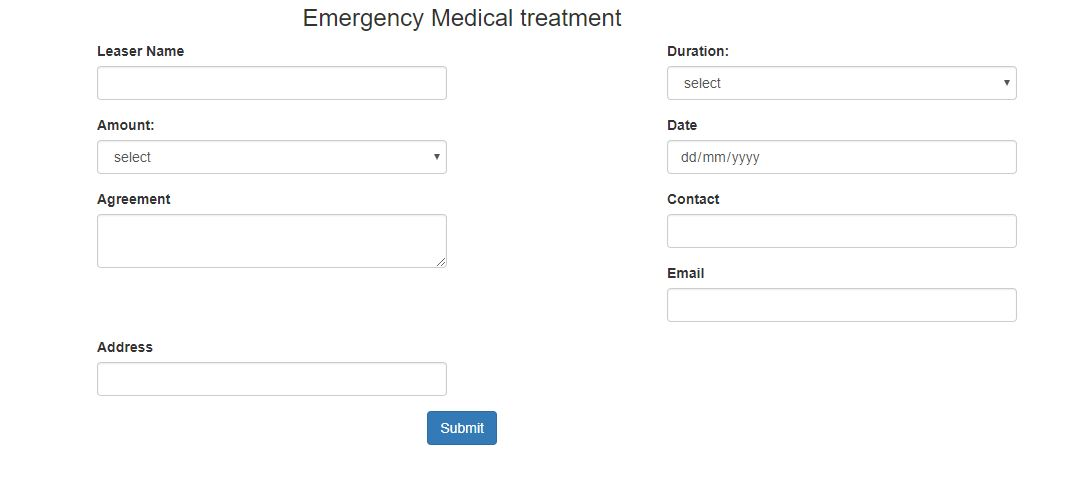 Emergency Medical treatment
Leaser Name
Duration:
select
Amount:
Date
select
dd/mm/yyyy
Agreement
Contact
Email
Address
Submit